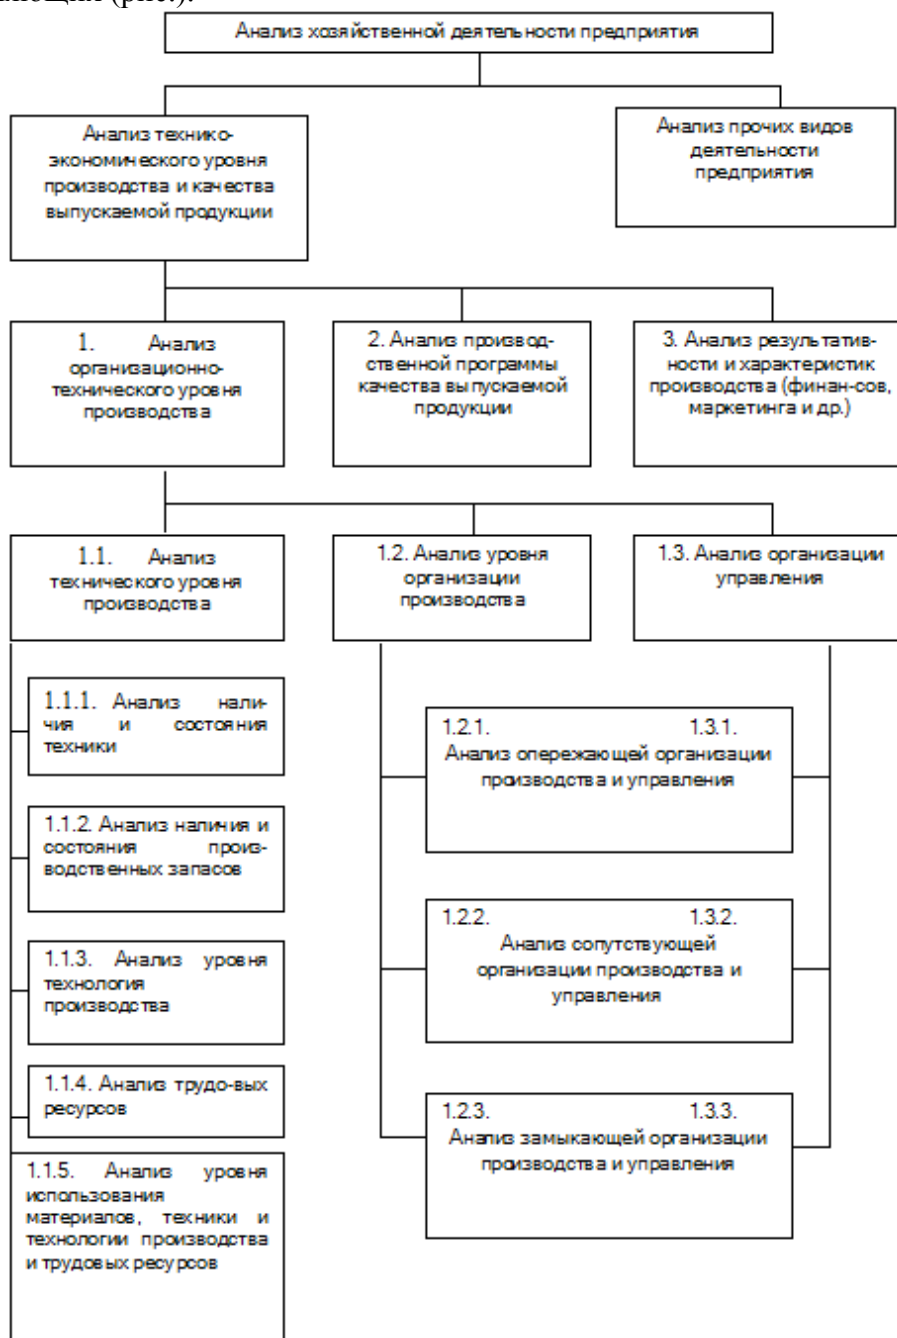 (рис.).
Анализ хозяйственной деятельности предприятия
Анализ технико-
экономического уровня
производства и качества
выпускаемой продукции
Анализ прочих видов
деятельности
предприятия
1. Анализ
организационно-
технического уровня
производства
2. Анализ производ-
ственной программы
качества выпускаемой
продукции
3. Анализ результатив-
ности и характеристик
производства (финан-сов,
маркетинга и др.)
1.1. Анализ
технического уровня
производства
1.2. Анализ уровня
организации
производства
1.3. Анализ организации
управления
1.1.1. Анализ нали-
чия и состояния
техники
1.1.2. Анализ наличия и
состояния произ-
водственных запасов
1.1.3. Анализ уровня
технология
производства
1.1.4. Анализ трудо-вых
ресурсов
1.1.5. Анализ уровня
использования
материалов, техники и
технологии производства
и трудовых ресурсов
1.2.1. 1.3.1.
Анализ опережающей организации
производства и управления
1.2.2. 1.3.2.
Анализ сопутствующей
организации производства и
управления
1.2.3. 1.3.3.
Анализ замыкающей организации
производства и управления